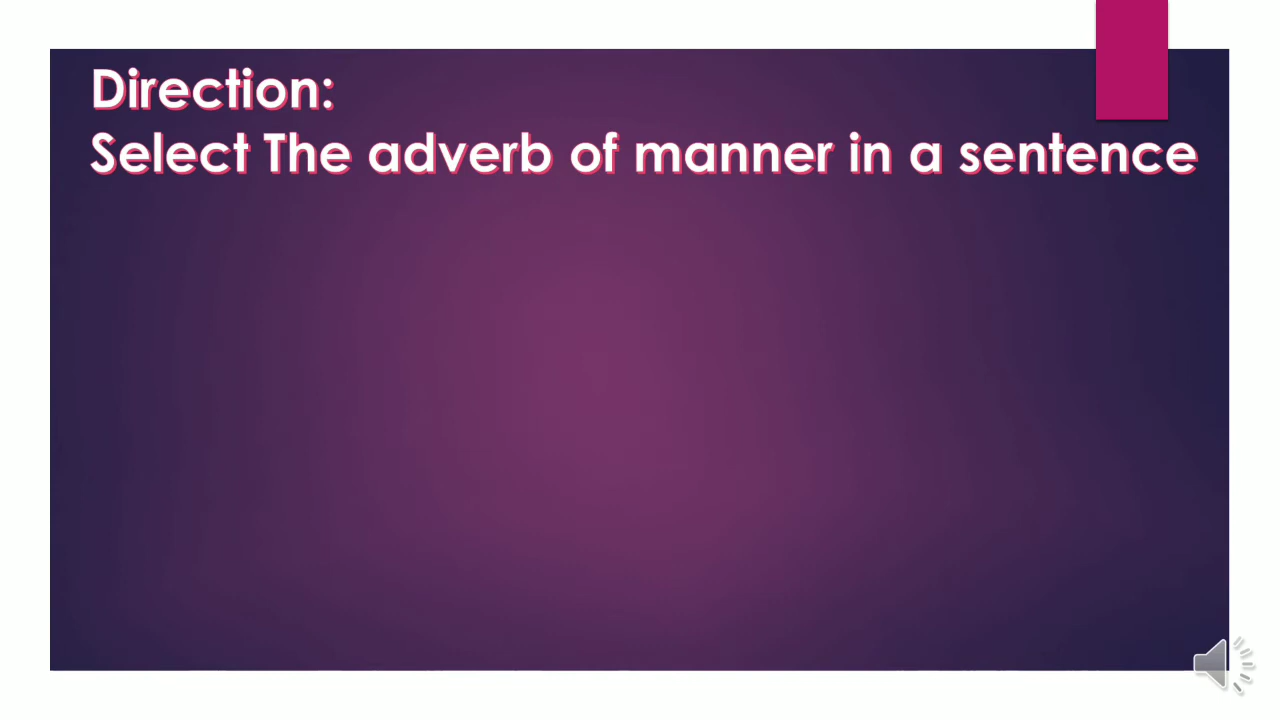 Direction:
Select The adverb of manner in a sentence